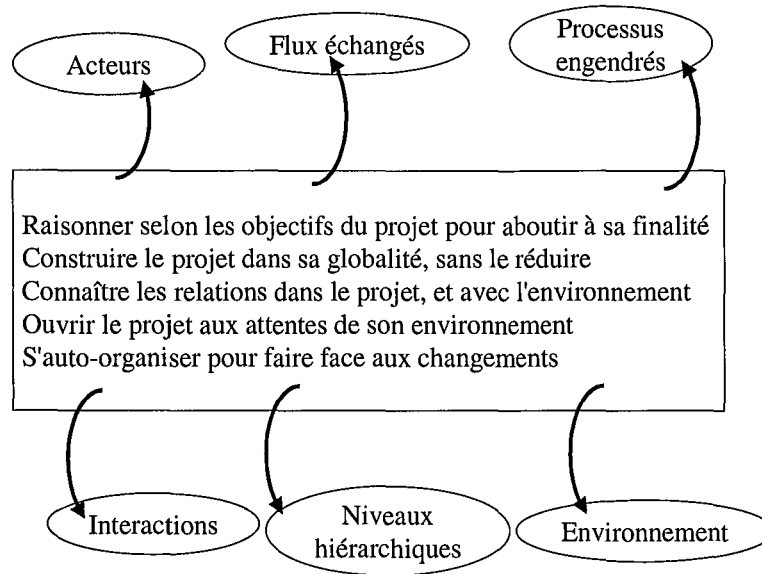 Acteurs
Flux échangés
Processus
engendrés
Raisonner selon les objectifs du projet pour aboutir à sa finalité
Construire le projet dans sa globalité, sans le réduire
Connaître les relations dans le projet, et avec l'environnement
Ouvrir le projet aux attentes de son environnement
S'auto-organiser pour faire face aux changements
Interactions
Niveaux
hiérarchiques
Environnement